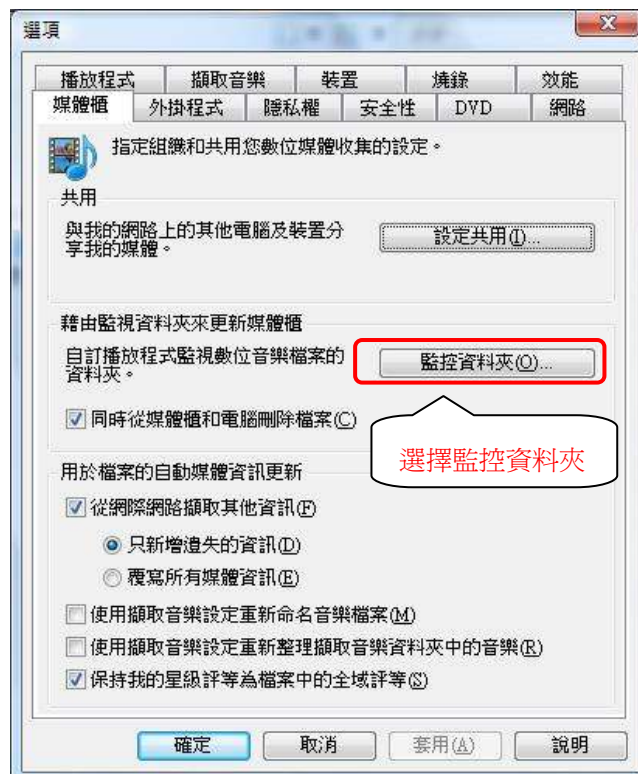 選項
播放程式 擷取音樂 裝置 燒錄 效能
媒體櫃 外掛程式 隱私權 安全性 DVD 網路
指定組織和共用您數位媒體收集的設定。
共用
與我的網路上的其他電腦及裝置分
享我的媒體。
設定共用(I)...
藉由監視資料夾來更新媒體櫃
自訂播放程式監視數位音樂檔案的
資料夾。
監控資料夾(O)...
同時從媒體櫃和電腦刪除檔案(C)
選擇監控資料夾
用於檔案的自動媒體資訊更新
從網際網路擷取其他資訊(F)
只新增遺失的資訊(D)
覆寫所有媒體資訊(E)
使用擷取音樂設定重新命名音樂檔案(M)
使用擷取音樂設定重新整理擷取音樂資料夾中的音樂(R)
保持我的星級評等為檔案中的全域評等(S)
確定 取消 套用(A) 說明